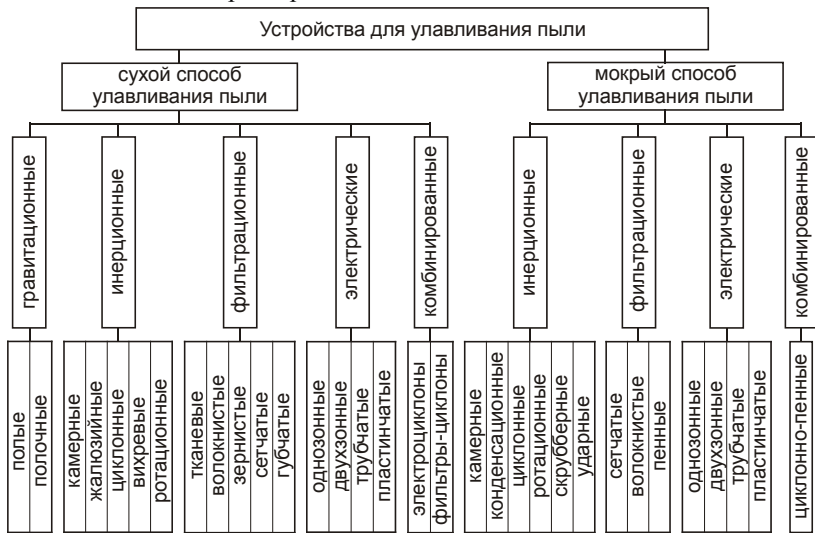 Устройства для улавливания пыли
сухой способ
улавливания пыли
мокрый способ
улавливания пыли
гравитационные
инерционные
фильтрационные
электрические
комбинированные
инерционные
фильтрационные
электрические
комбинированные
полые
полочные
камерные
жалюзийные
циклонные
вихревые
ротационные
тканевые
волокнистые
зернистые
сетчатые
губчатые
однозонные
двухзонные
трубчатые
пластинчатые
электроциклоны
фильтры-циклоны
камерные
конденсационные
циклонные
ротационные
скрубберные
ударные
сетчатые
волокнистые
пенные
однозонные
двухзонные
трубчатые
пластинчатые
циклонно-пенные